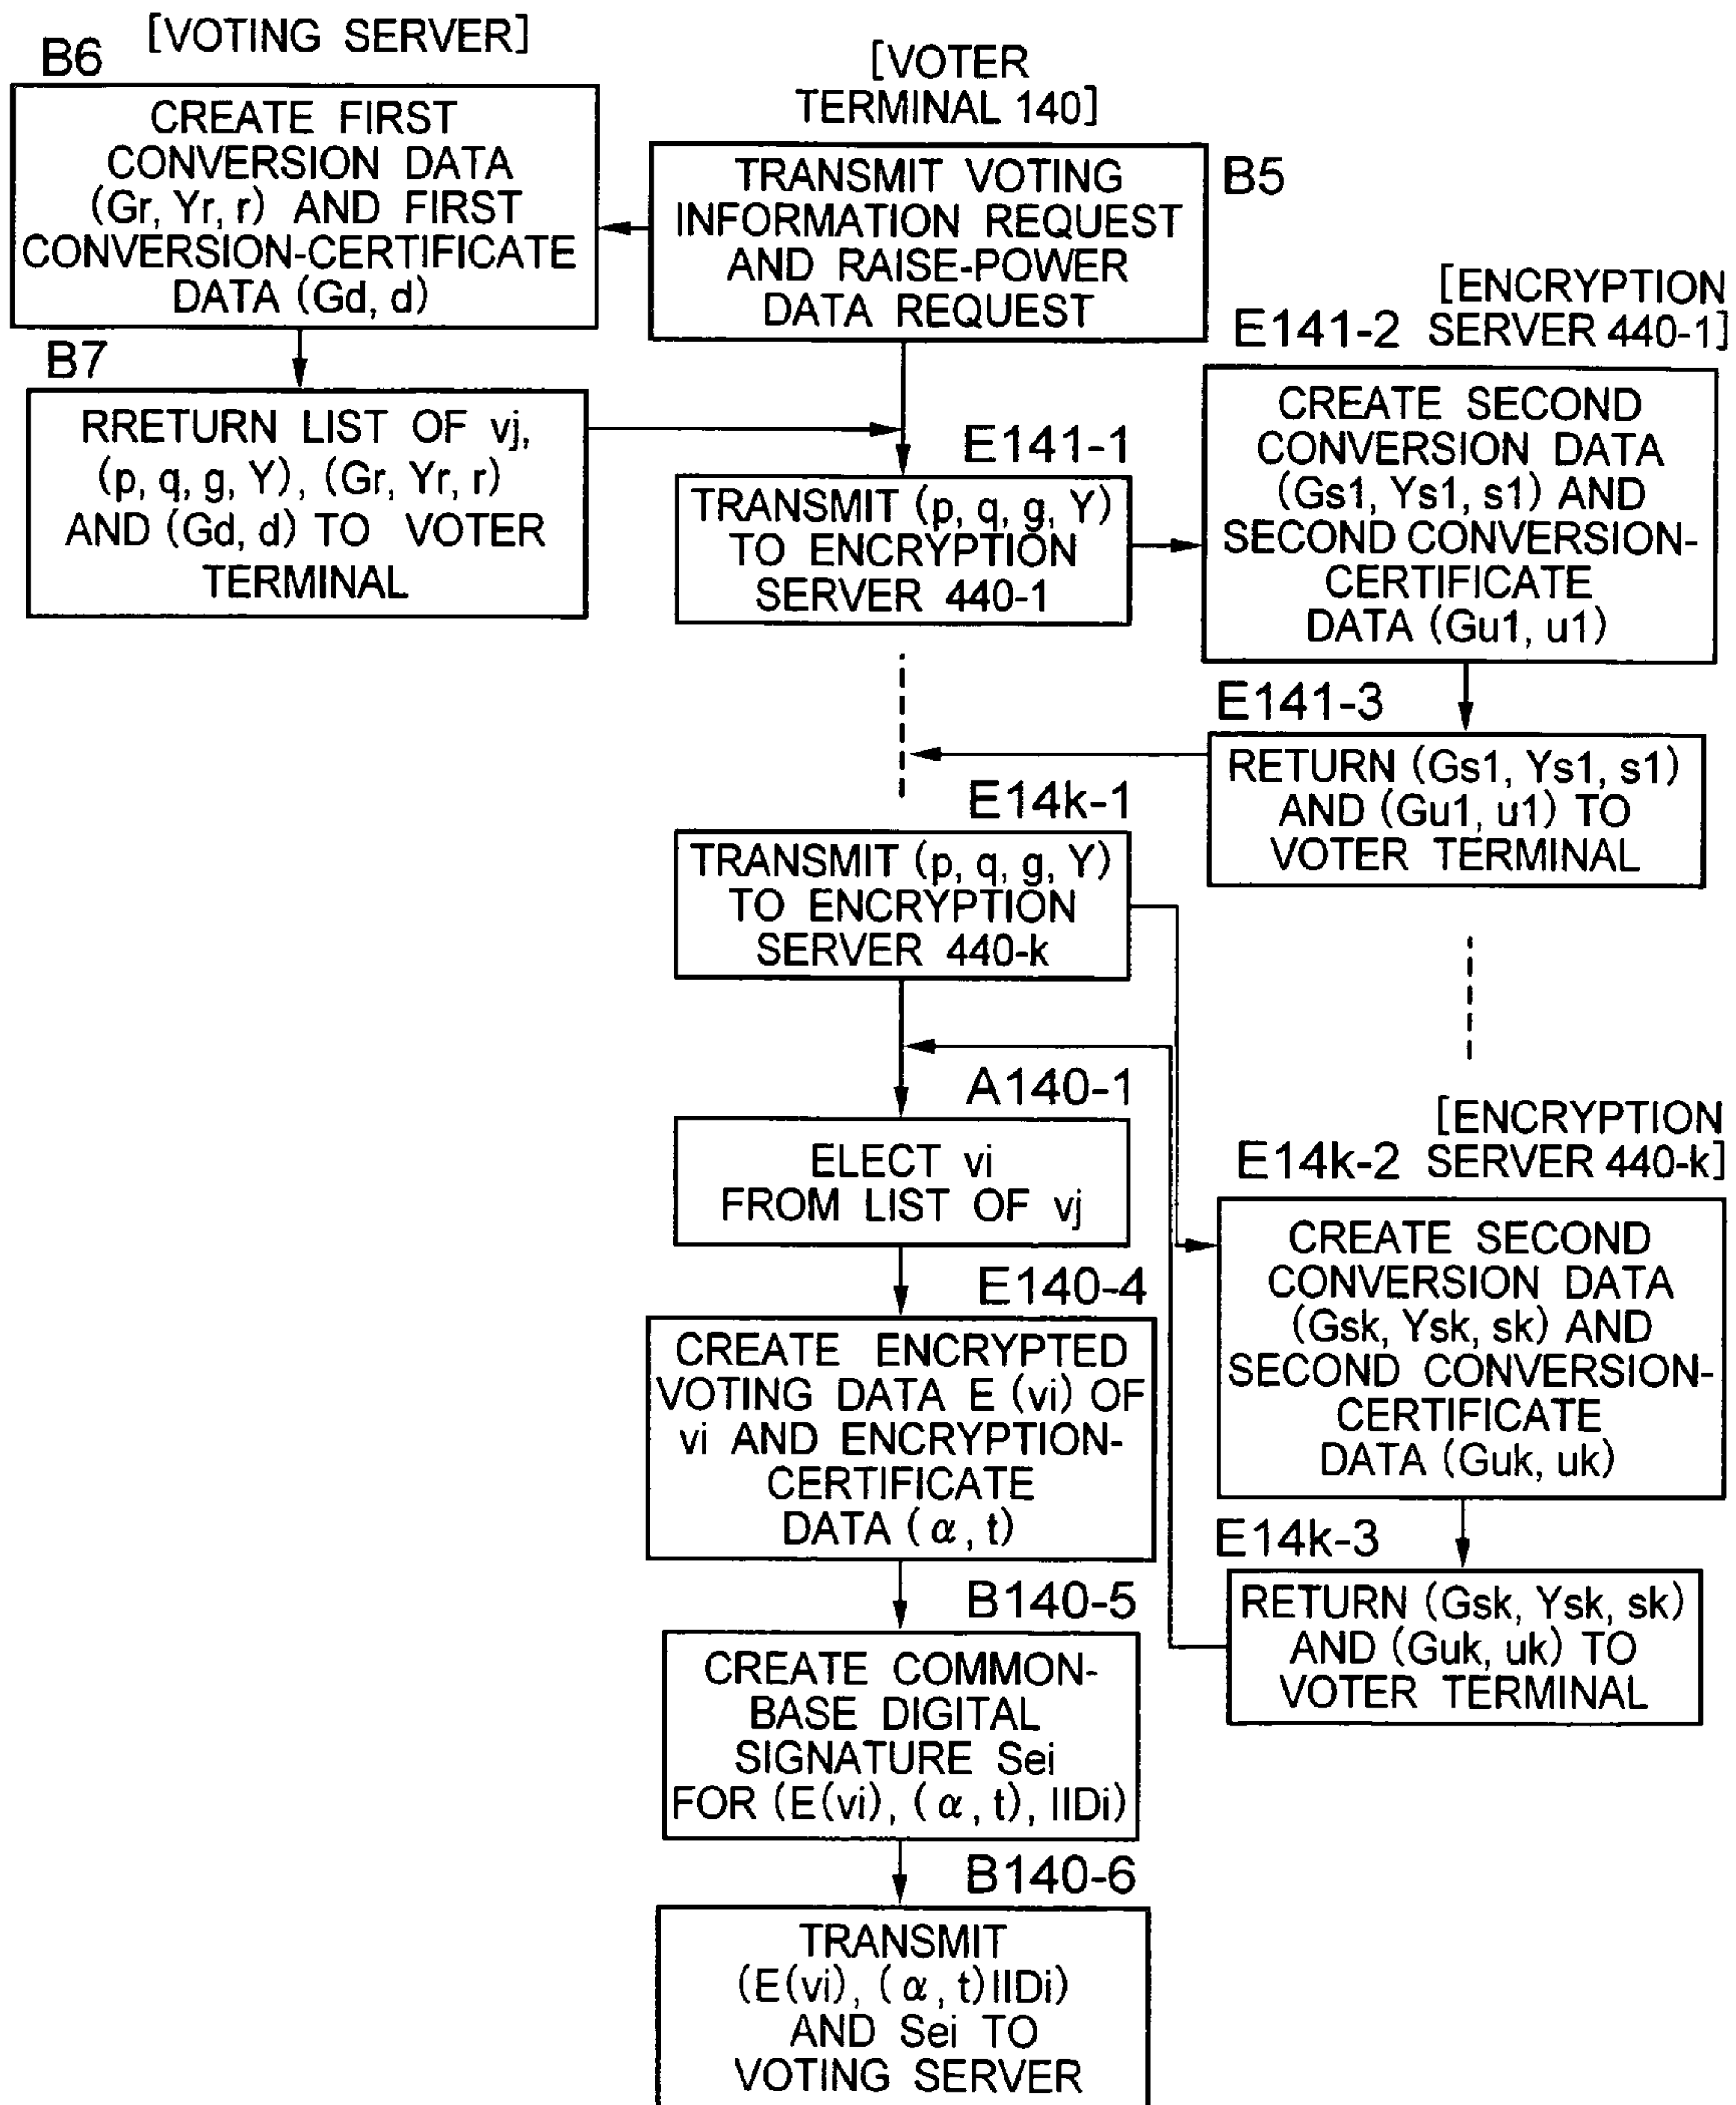 [VOTING SERVER]
B6
CREATE FIRST
CONVERSION DATA
(Gr, Yr, r) AND FIRST
CONVERSION-CERTIFICATE
DATA (Gd, d)
B7
RRETURN LIST OF vj,
(p, q, g, Y), (Gr, Yr, r)
AND (Gd, d) TO VOTER
TERMINAL
[VOTER
TERMINAL 140]
B5
TRANSMIT VOTING
INFORMATION REQUEST
AND RAISE-POWER
DATA REQUEST
E141-1
TRANSMIT (p, q, g, Y)
TO ENCRYPTION
SERVER 440-1
[ENCRYPTION
SERVER 440-1]
E141-2
CREATE SECOND
CONVERSION DATA
(Gs1, Ys1, s1) AND
SECOND CONVERSION-
CERTIFICATE
DATA (Gu1, u1)
E141-3
RETURN (Gs1, Ys1, s1)
AND (Gu1, u1) TO
VOTER TERMINAL
E14k-1
TRANSMIT (p, q, g, Y)
TO ENCRYPTION
SERVER 440-k
[ENCRYPTION
SERVER 440-k]
E14k-2
CREATE SECOND
CONVERSION DATA
(Gsk, Ysk, sk) AND
SECOND CONVERSION-
CERTIFICATE
DATA (Guk, uk)
E14k-3
RETURN (Gsk, Ysk, sk)
AND (Guk, uk) TO
VOTER TERMINAL
A140-1
ELECT vi
FROM LIST OF vj
E140-4
CREATE ENCRYPTED
VOTING DATA E (vi) OF
vi AND ENCRYPTION-
CERTIFICATE
DATA (α, t)
B140-5
CREATE COMMON-
BASE DIGITAL
SIGNATURE Sei
FOR (E(vi), (α, t), IIDi)
B140-6
TRANSMIT
(E(vi), (α, t)IIDi)
AND Sei TO
VOTING SERVER